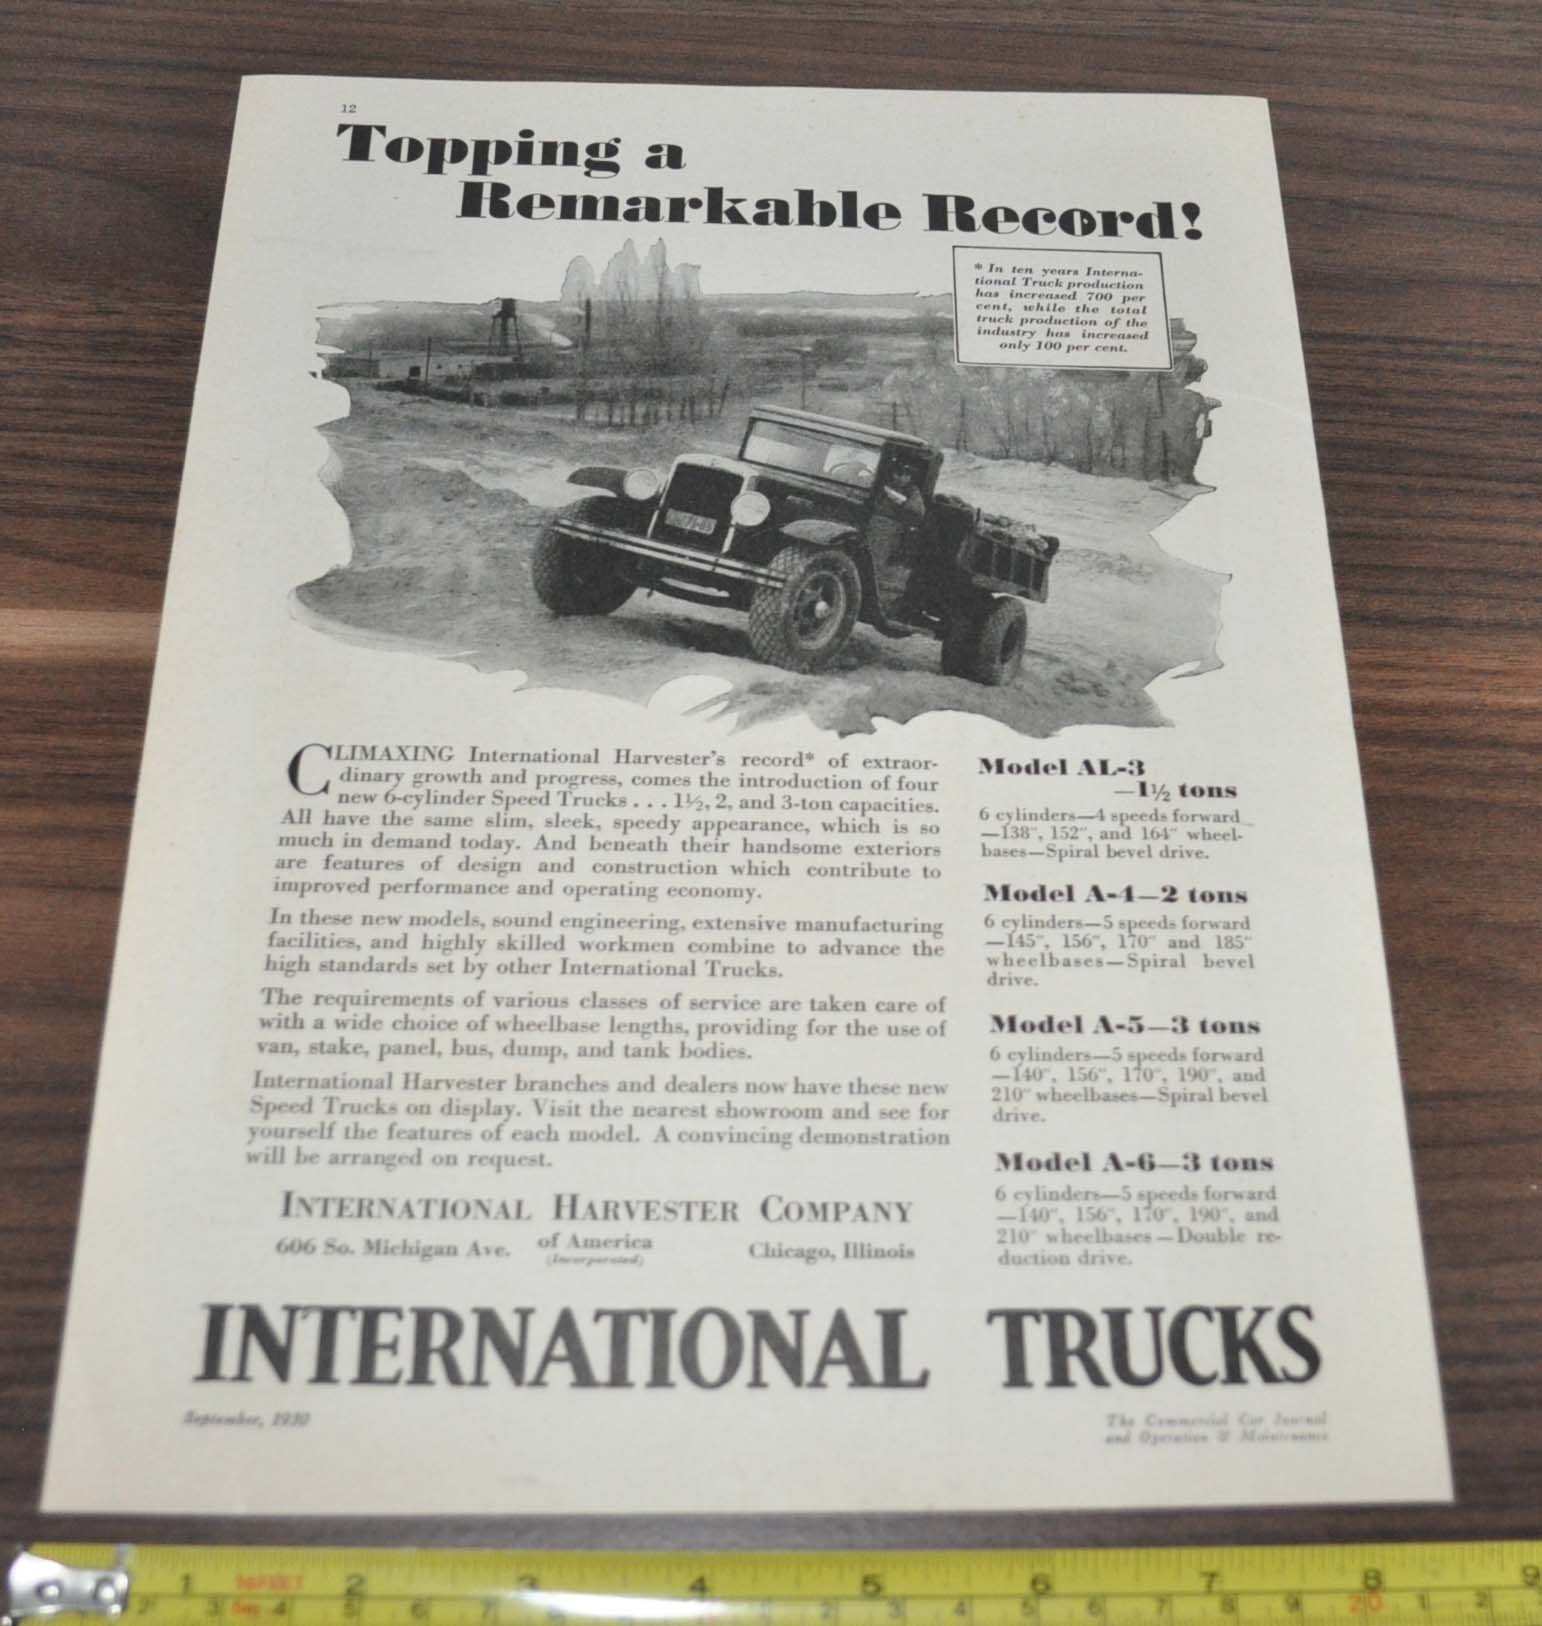 12
Topping a
Remarkable Record!
* In ten years Interna-
tional Truck production
has increased 700 per
cent, while the total
truck production of the
industry has increased
only 100 per cent.
CLIMAXING International Harvester's record* of extraor-
dinary growth and progress, comes the introduction of four
new 6-cylinder Speed Trucks . . . 1½, 2, and 3-ton capacities.
All have the same slim, sleek, speedy appearance, which is so
much in demand today. And beneath their handsome exteriors
are features of design and construction which contribute to
improved performance and operating economy.
In these new models, sound engineering, extensive manufacturing
facilities, and highly skilled workmen combine to advance the
high standards set by other International Trucks.
The requirements of various classes of service are taken care of
with a wide choice of wheelbase lengths, providing for the use of
van, stake, panel, bus, dump, and tank bodies.
International Harvester branches and dealers now have these new
Speed Trucks on display. Visit the nearest showroom and see for
yourself the features of each model. A convincing demonstration
will be arranged on request.
INTERNATIONAL HARVESTER COMPANY
606 So. Michigan Ave. of America Chicago, Illinois
(Incorporated)
Model AL-3
—1½ tons
6 cylinders—4 speeds forward
—138", 152", and 164" wheel-
bases—Spiral bevel drive.
Model A-4—2 tons
6 cylinders—5 speeds forward
—145", 156", 170" and 185"
wheelbases—Spiral bevel
drive.
Model A-5—3 tons
6 cylinders—5 speeds forward
—140", 156", 170", 190", and
210" wheelbases—Spiral bevel
drive.
Model A-6—3 tons
6 cylinders—5 speeds forward
—140", 156", 170", 190", and
210" wheelbases—Double re-
duction drive.
INTERNATIONAL TRUCKS
September, 1930
The Commercial Car Journal
and Operation & Maintenance
1 16FEET 2 3 4 5 6 7 8 9